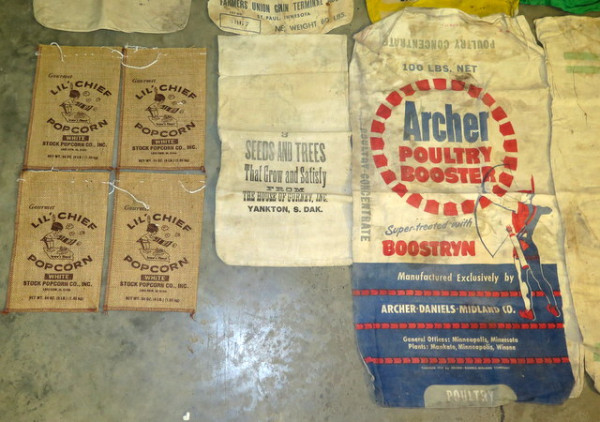 FARMERS UNION GRAIN TERMINAL
ST. PAUL, MINNESOTA
Gourmet
LIL' CHIEF
POPCORN
WHITE
STOCK POPCORN CO., INC.
Gourmet
LIL' CHIEF
POPCORN
WHITE
STOCK POPCORN CO., INC.
Gourmet
LIL' CHIEF
POPCORN
WHITE
STOCK POPCORN CO., INC.
Gourmet
LIL' CHIEF
POPCORN
WHITE
STOCK POPCORN CO., INC.
SEEDS AND TREES
That Grow and Satisfy
FROM
THE HOUSE OF GURNEY, INC.
YANKTON, S. DAK.
POULTRY CONCENTRATE
100 LBS. NET
Archer
POULTRY
BOOSTER
Super-treated with
BOOSTRYN
Manufactured Exclusively by
ARCHER-DANIELS-MIDLAND CO.
General Offices: Minneapolis, Minnesota
Plants: Mankato, Minneapolis, Winona
POULTRY